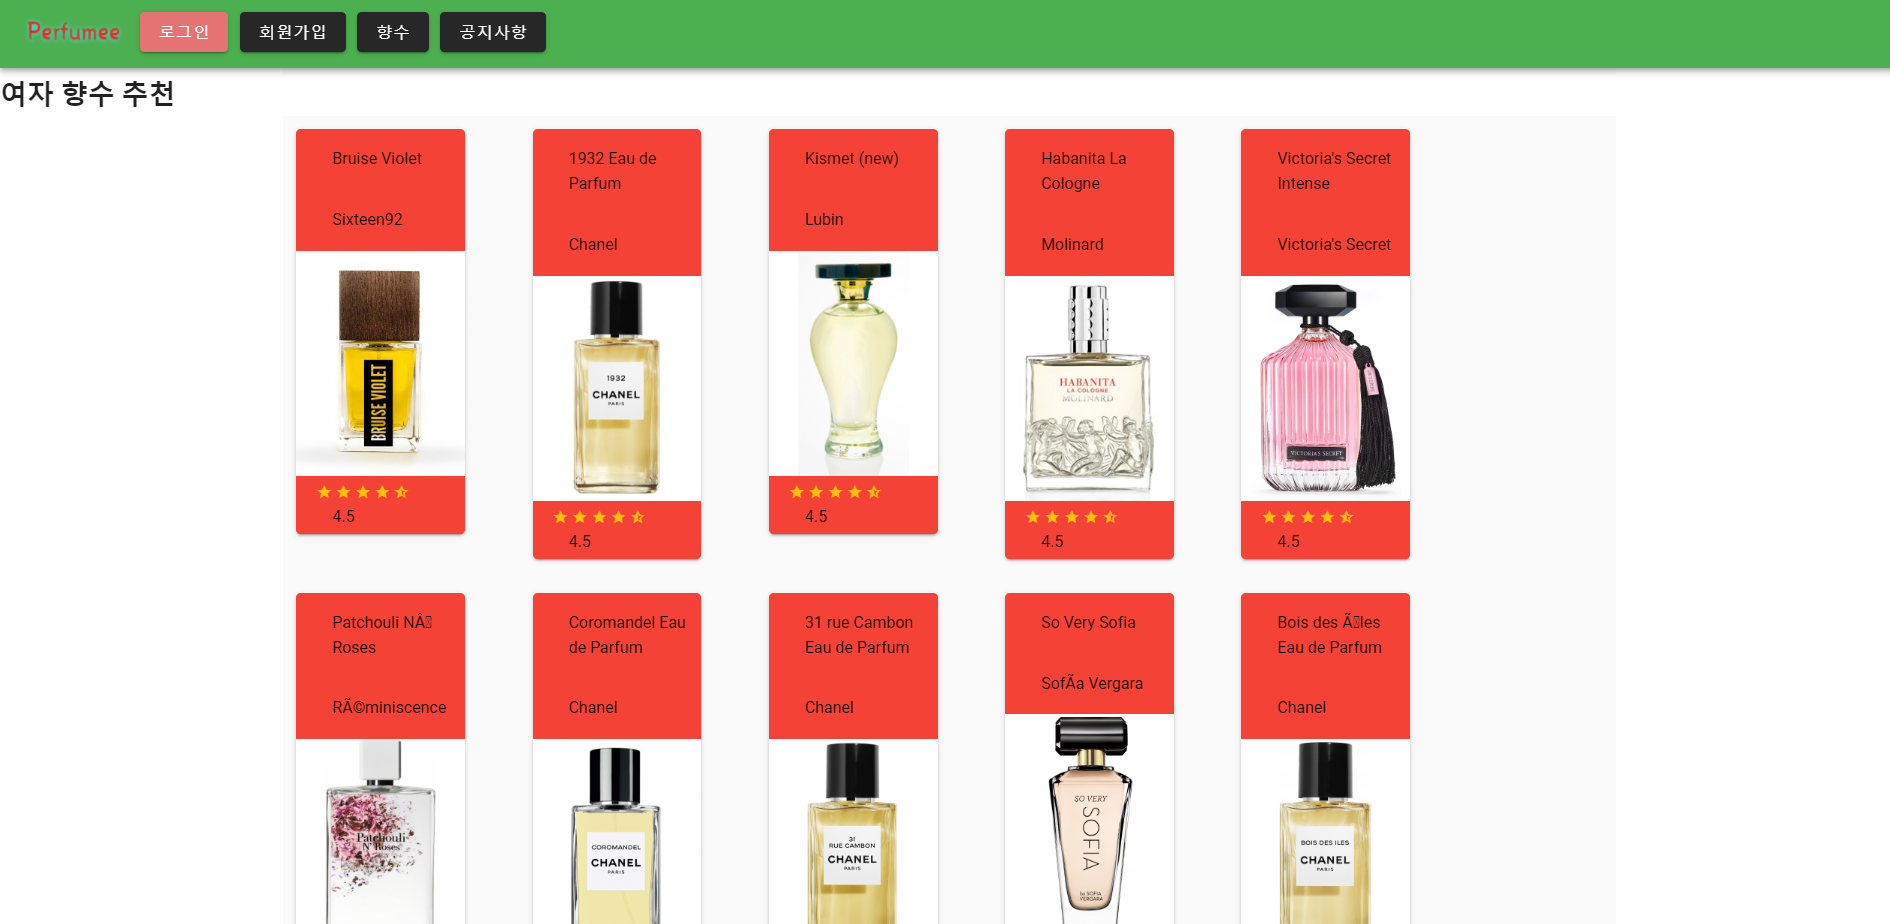 Perfumee 로그인 회원가입 향수 공지사항
여자 향수 추천
Bruise Violet
Sixteen92
BRUISE VIOLET
4.5
1932 Eau de
Parfum
Chanel
1932
CHANEL
PARIS
4.5
Kismet (new)
Lubin
4.5
Habanita La
Cologne
Molinard
HABANITA
LA COLOGNE
MOLINARD
4.5
Victoria's Secret
Intense
Victoria's Secret
VICTORIA'S SECRET
4.5
Patchouli NÂ
Roses
RÃ©miniscence
Patchouli
N' Roses
Coromandel Eau
de Parfum
Chanel
COROMANDEL
CHANEL
PARIS
31 rue Cambon
Eau de Parfum
Chanel
31
RUE CAMBON
CHANEL
PARIS
So Very Sofia
SofÃa Vergara
SO VERY
SOFIA
by SOFIA
VERGARA
Bois des Ãles
Eau de Parfum
Chanel
BOIS DES ILES
CHANEL
PARIS